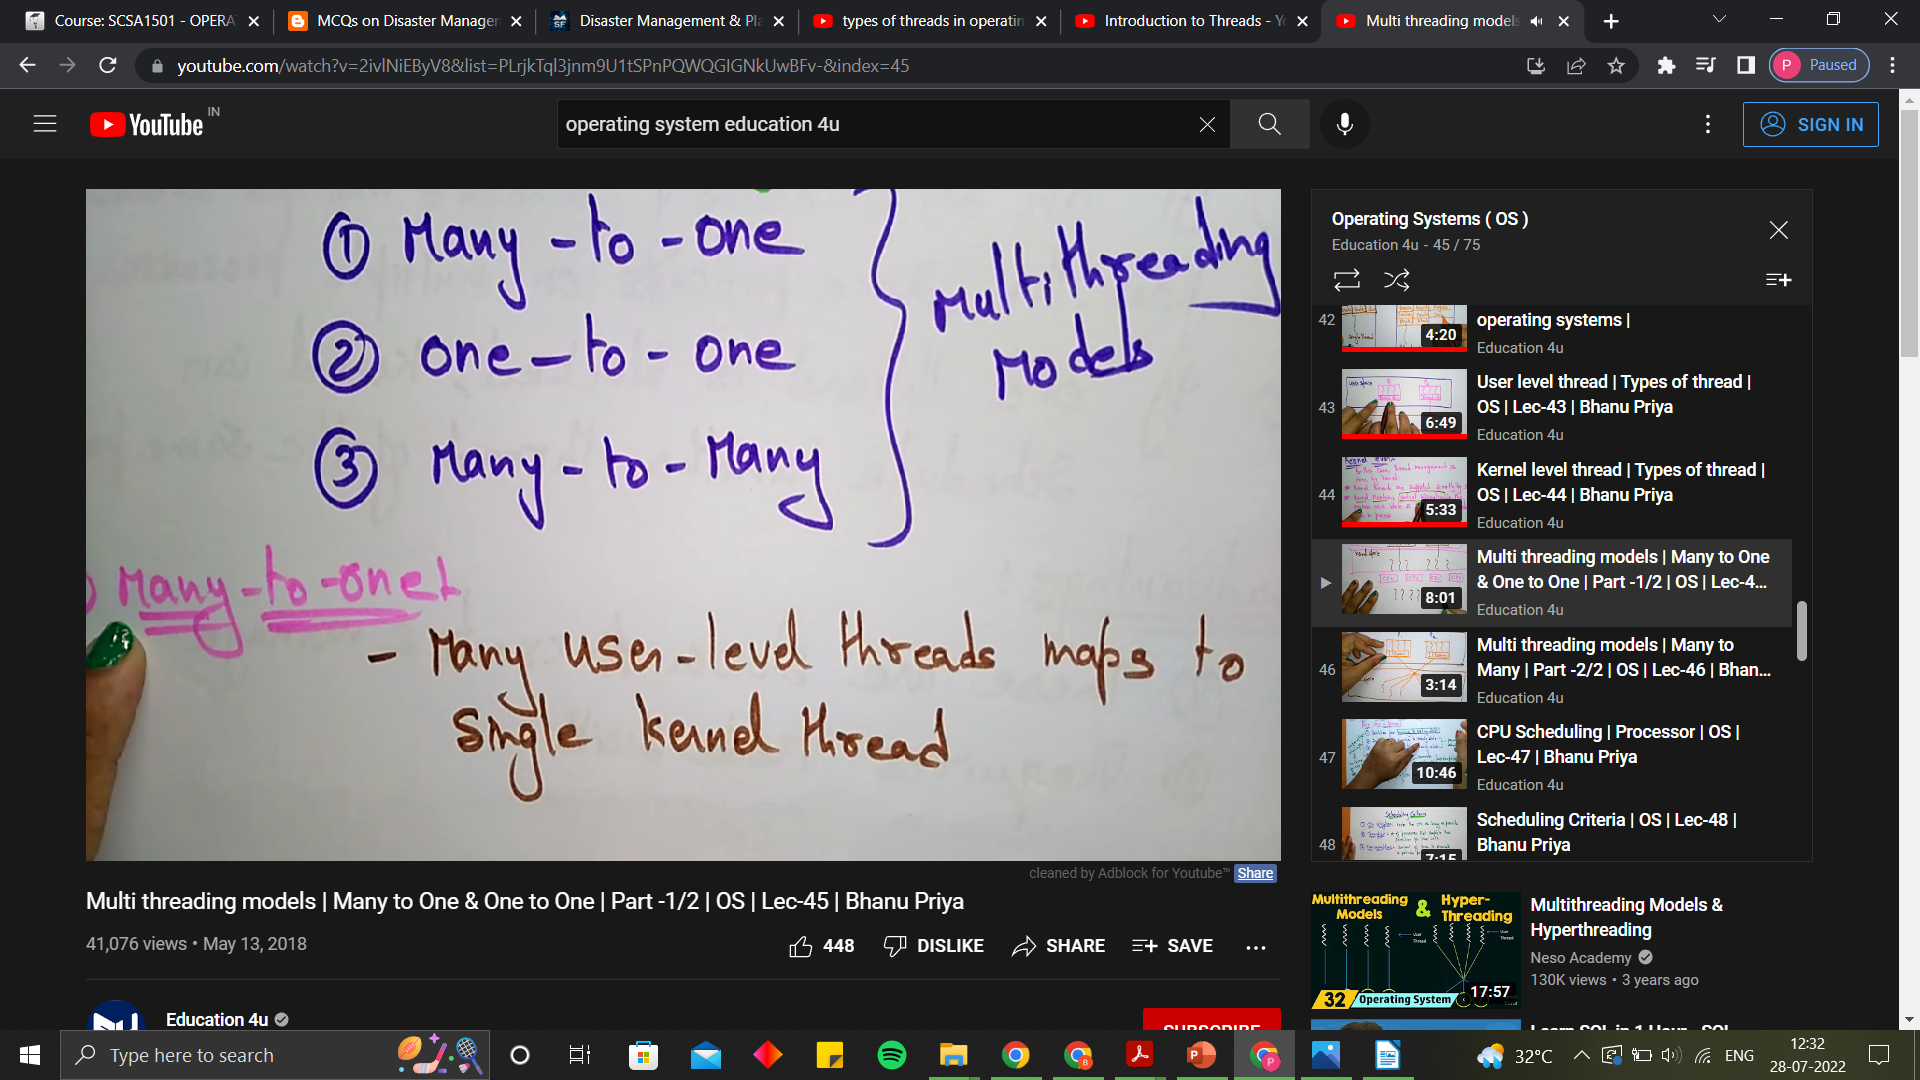 Course: SCSA1501 - OPERA
MCQs on Disaster Managem
Disaster Management & Pla
types of threads in operatin
Introduction to Threads - Yo
Multi threading models
youtube.com/watch?v=2ivlNiEByV8&list=PLrjkTql3jnm9U1tSPnPQWQGIGNkUwBFv-&index=45
P Paused
YouTube IN
operating system education 4u
SIGN IN
① Many-to-one
② one-to-one
③ Many-to-Many
Multithreading
Models
) Many-to-one:
- Many user-level threads maps to
single kernel thread
cleaned by Adblock for Youtube™ Share
Multi threading models | Many to One & One to One | Part -1/2 | OS | Lec-45 | Bhanu Priya
41,076 views • May 13, 2018
448 DISLIKE SHARE SAVE ...
Education 4u
SUBSCRIBE
Operating Systems ( OS )
Education 4u - 45 / 75
42 4:20 operating systems |
Education 4u
43 6:49 User level thread | Types of thread |
OS | Lec-43 | Bhanu Priya
Education 4u
44 5:33 Kernel level thread | Types of thread |
OS | Lec-44 | Bhanu Priya
Education 4u
8:01 Multi threading models | Many to One
& One to One | Part -1/2 | OS | Lec-4...
Education 4u
46 3:14 Multi threading models | Many to
Many | Part -2/2 | OS | Lec-46 | Bhan...
Education 4u
47 10:46 CPU Scheduling | Processor | OS |
Lec-47 | Bhanu Priya
Education 4u
48 7:15 Scheduling Criteria | OS | Lec-48 |
Bhanu Priya
Multithreading & Hyper-
Models Threading
32 Operating System
17:57
Multithreading Models &
Hyperthreading
Neso Academy
130K views • 3 years ago
Learn SQL in 1 Hour - SQL
Type here to search
32°C
ENG
12:32
28-07-2022